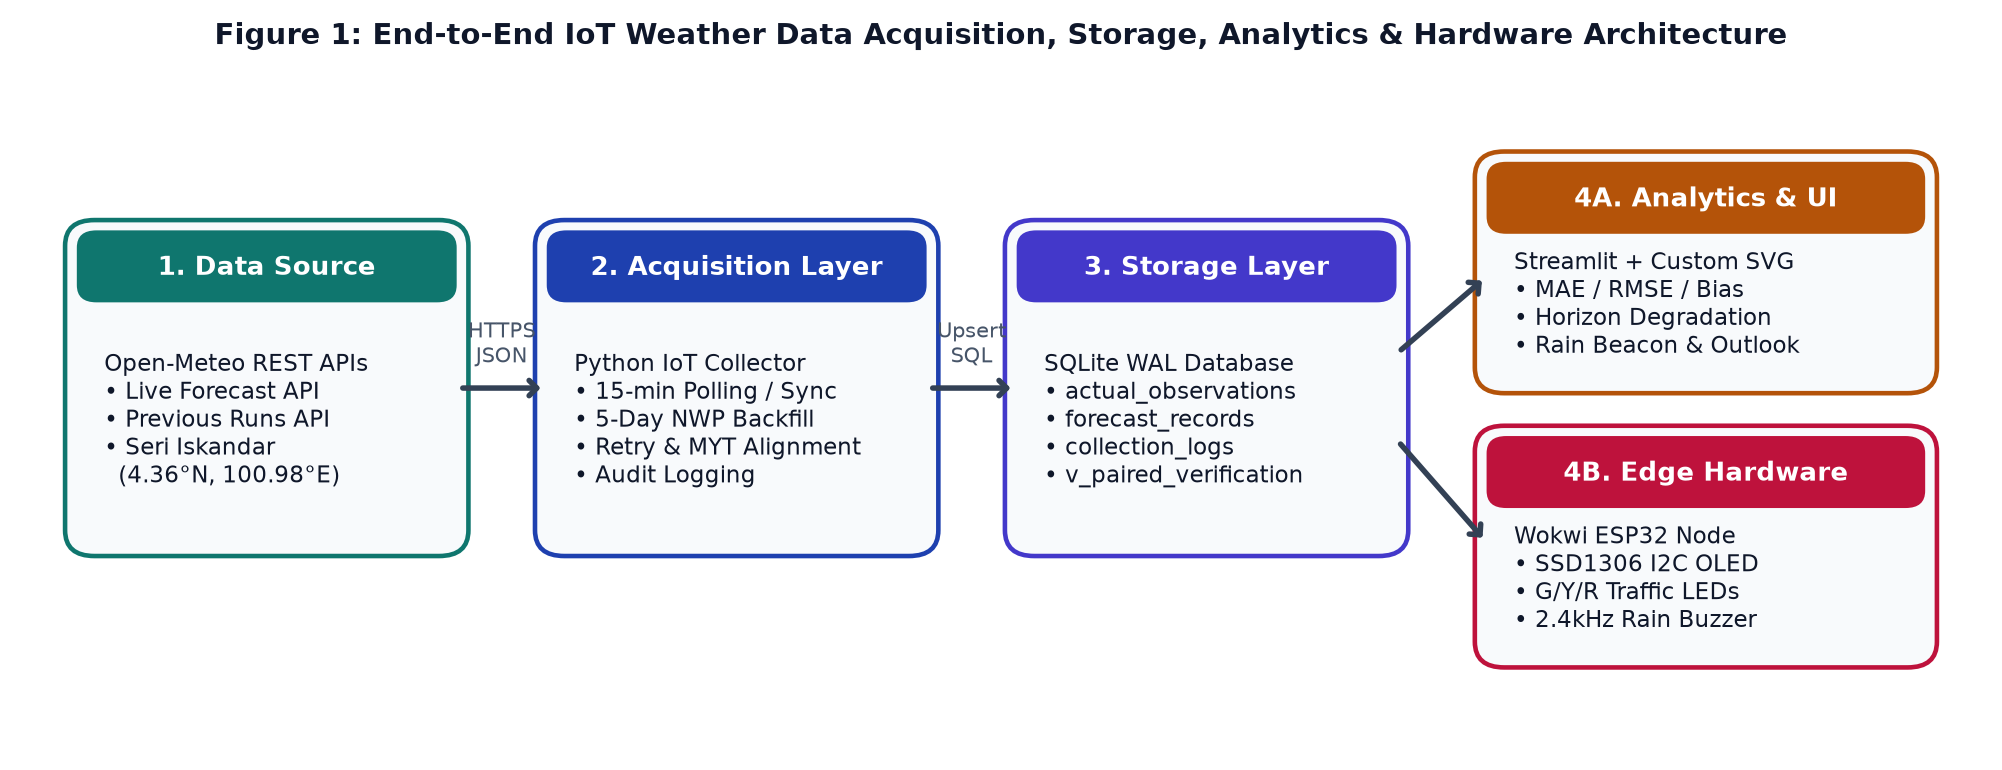 Figure 1: End-to-End IoT Weather Data Acquisition, Storage, Analytics & Hardware Architecture
1. Data Source
Open-Meteo REST APIs
• Live Forecast API
• Previous Runs API
• Seri Iskandar
(4.36°N, 100.98°E)
HTTPS
JSON
2. Acquisition Layer
Python IoT Collector
• 15-min Polling / Sync
• 5-Day NWP Backfill
• Retry & MYT Alignment
• Audit Logging
Upsert
SQL
3. Storage Layer
SQLite WAL Database
• actual_observations
• forecast_records
• collection_logs
• v_paired_verification
4A. Analytics & UI
Streamlit + Custom SVG
• MAE / RMSE / Bias
• Horizon Degradation
• Rain Beacon & Outlook
4B. Edge Hardware
Wokwi ESP32 Node
• SSD1306 I2C OLED
• G/Y/R Traffic LEDs
• 2.4kHz Rain Buzzer